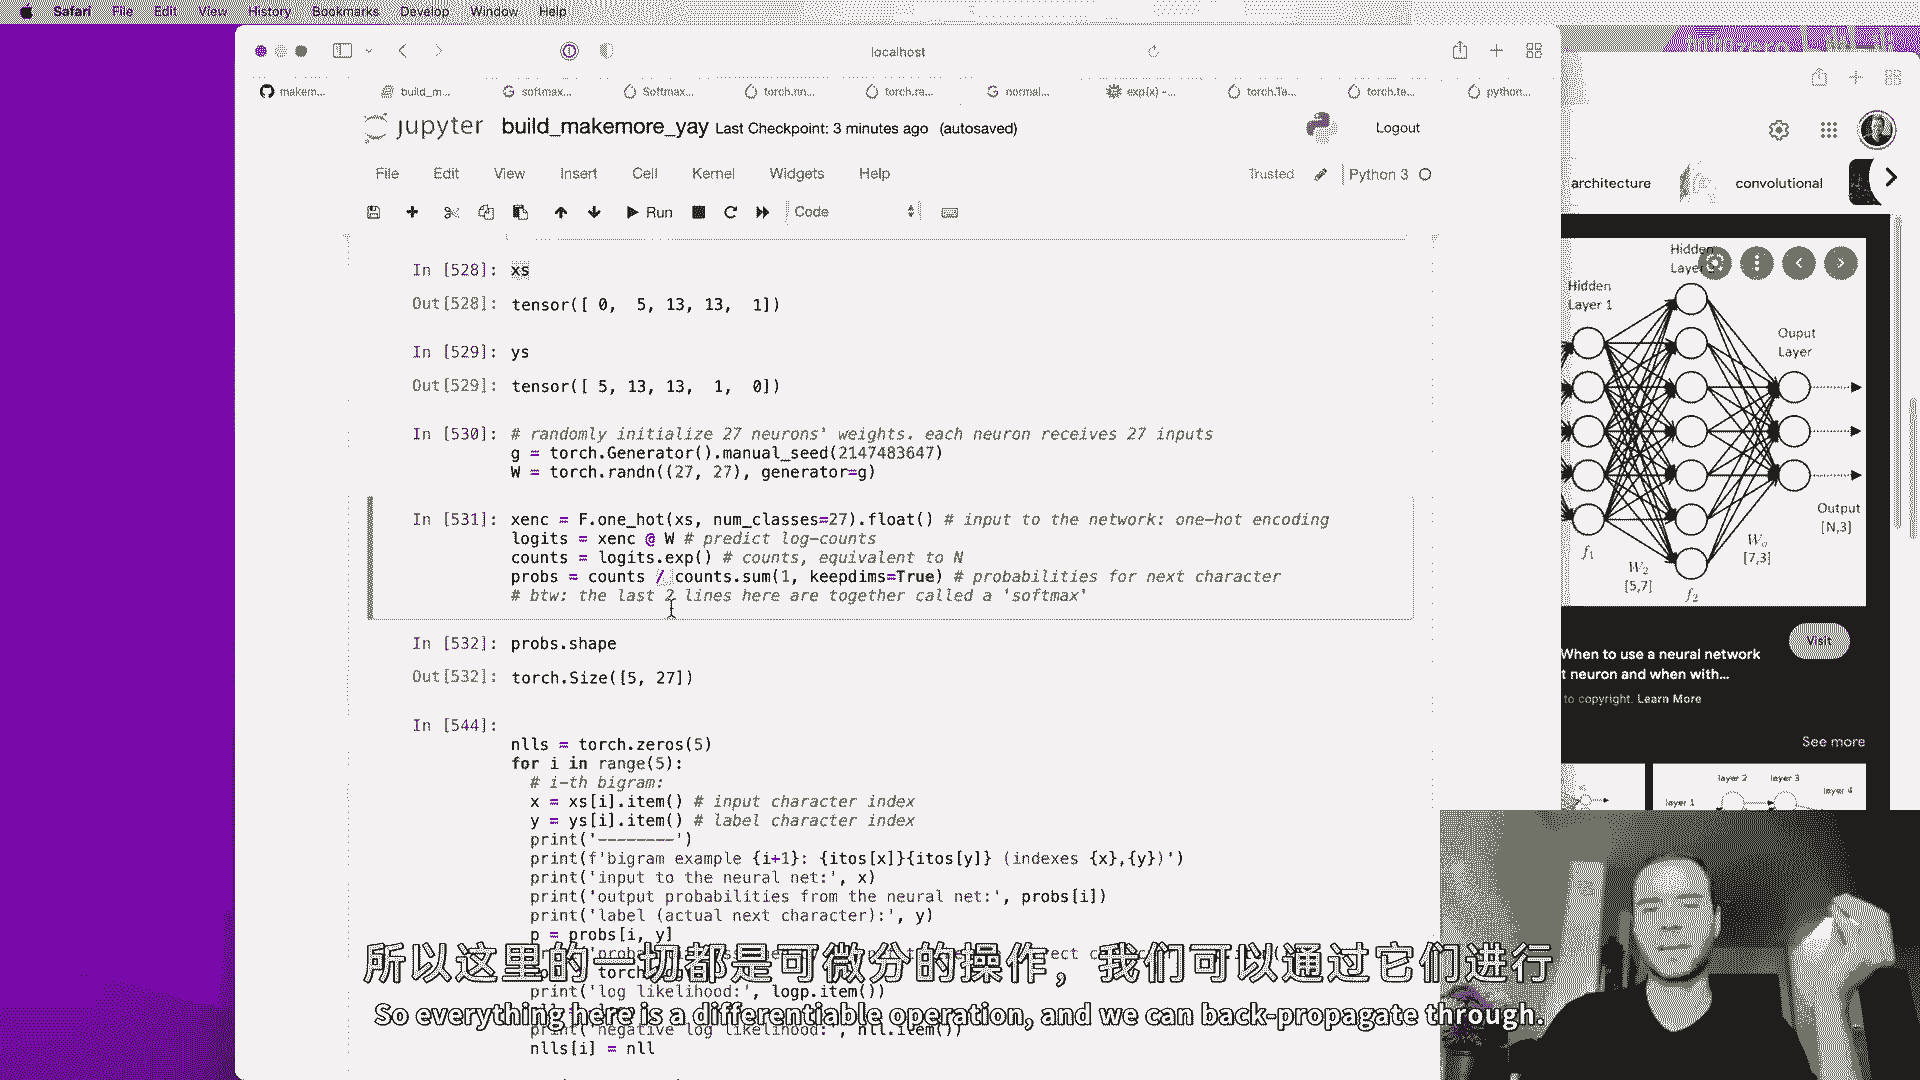 Safari File Edit View History Bookmarks Develop Window Help
localhost
makem... build_m... softmax... Softmax... torch.nn... torch.ra... normal... exp(x) -... torch.Te... torch.te... python...
jupyter build_makemore_yay Last Checkpoint: 3 minutes ago (autosaved)
Logout
File Edit View Insert Cell Kernel Widgets Help
Trusted Python 3
Run Code
In [528]: xs
Out[528]: tensor([ 0, 5, 13, 13, 1])
In [529]: ys
Out[529]: tensor([ 5, 13, 13, 1, 0])
In [530]: # randomly initialize 27 neurons' weights. each neuron receives 27 inputs
g = torch.Generator().manual_seed(2147483647)
W = torch.randn((27, 27), generator=g)
In [531]: xenc = F.one_hot(xs, num_classes=27).float() # input to the network: one-hot encoding
logits = xenc @ W # predict log-counts
counts = logits.exp() # counts, equivalent to N
probs = counts / counts.sum(1, keepdims=True) # probabilities for next character
# btw: the last 2 lines here are together called a 'softmax'
In [532]: probs.shape
Out[532]: torch.Size([5, 27])
In [544]:
nlls = torch.zeros(5)
for i in range(5):
# i-th bigram:
x = xs[i].item() # input character index
y = ys[i].item() # label character index
print('--------')
print(f'bigram example {i+1}: {itos[x]}{itos[y]} (indexes {x},{y})')
print('input to the neural net:', x)
print('output probabilities from the neural net:', probs[i])
print('label (actual next character):', y)
p = probs[i, y]
print('log likelihood:', logp.item())
print('negative log likelihood:', nll.item())
nlls[i] = nll
所以这里的一切都是可微分的操作，我们可以通过它们进行
So everything here is a differentiable operation, and we can back-propagate through.
architecture
convolutional
Hidden
Layer
Hidden
Layer 1
Ouput
Layer
Output
[N,3]
f1
W2
[5,7]
f2
[7,3]
Visit
When to use a neural network
t neuron and when with...
to copyright. Learn More
See more
layer 1
layer 2
layer 3
layer 4